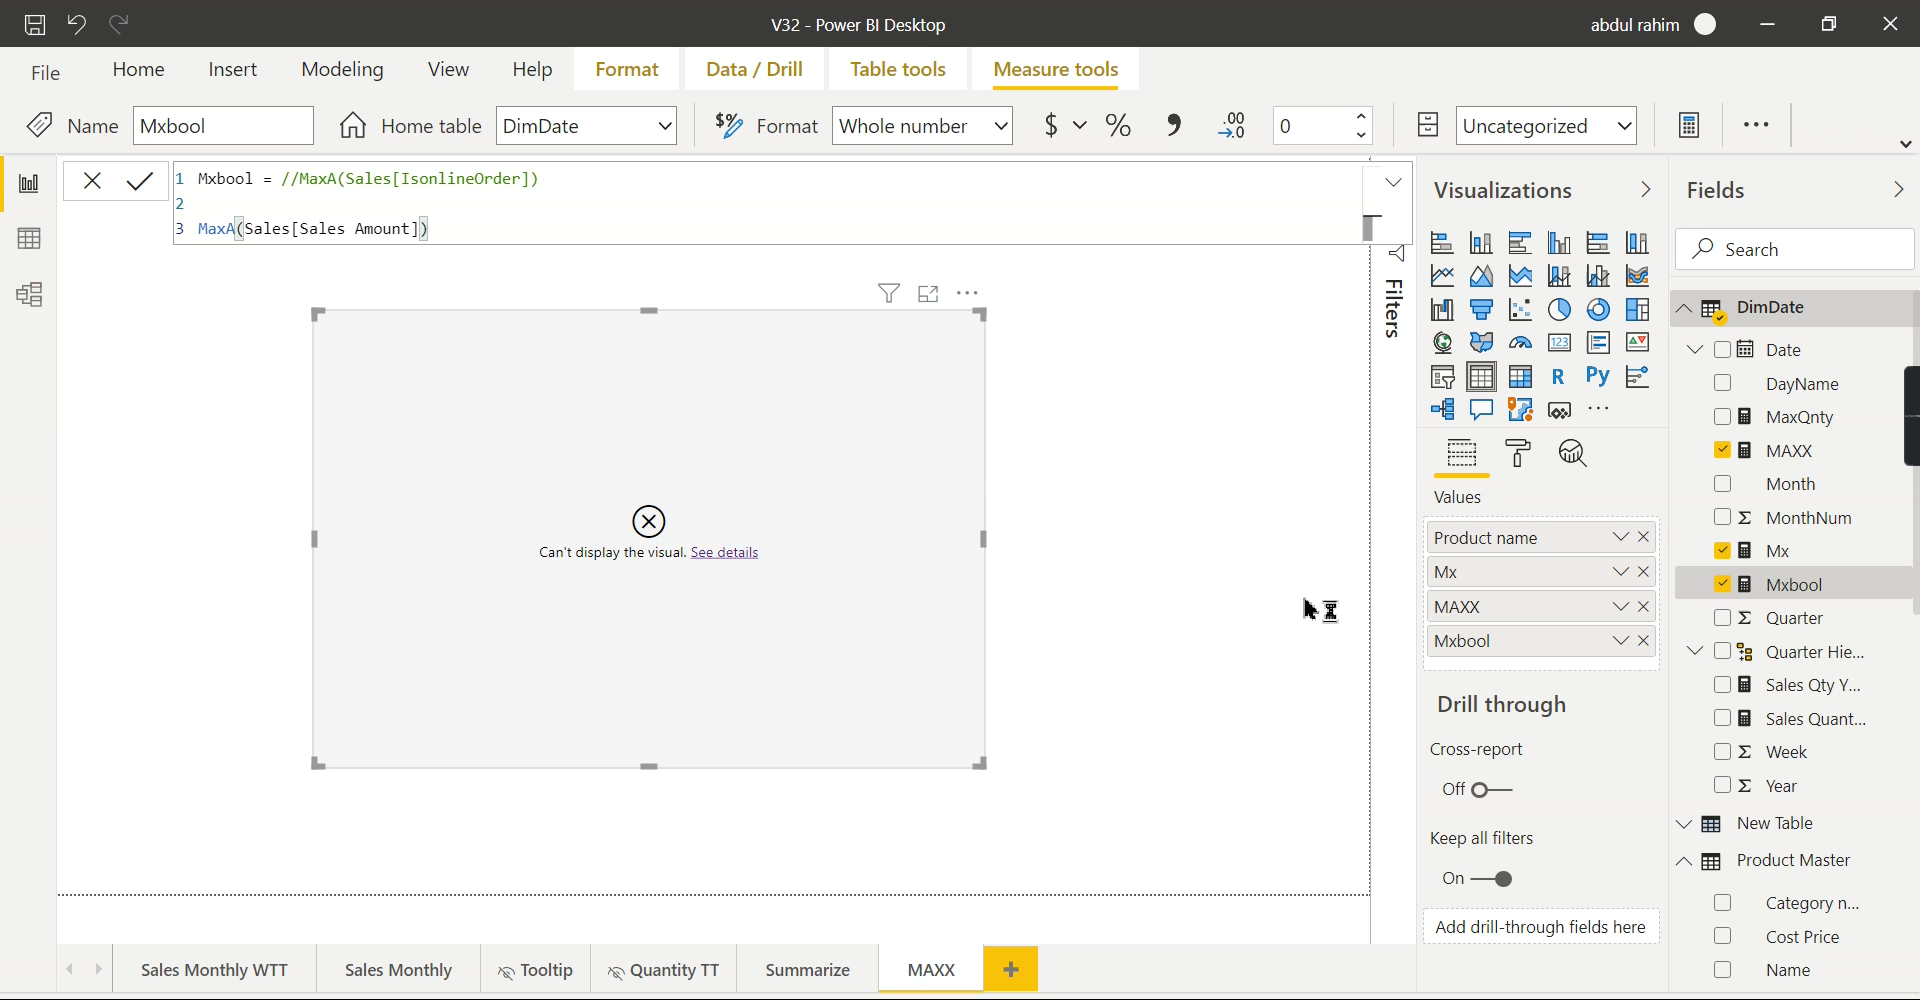 V32 - Power BI Desktop
abdul rahim
File
Home
Insert
Modeling
View
Help
Format
Data / Drill
Table tools
Measure tools
Name
Mxbool
Home table
DimDate
$%
Format
Whole number
$
%
,
.00
.0
0
Uncategorized
1 Mxbool = //MaxA(Sales[IsonlineOrder])
2
3 MaxA(Sales[Sales Amount])
Can't display the visual. See details
Filters
Visualizations
123
R
Py
Values
Product name
Mx
MAXX
Mxbool
Drill through
Cross-report
Off
Keep all filters
On
Add drill-through fields here
Fields
Search
DimDate
Date
DayName
MaxQnty
MAXX
Month
Σ MonthNum
Mx
Mxbool
Σ Quarter
Quarter Hie...
Sales Qty Y...
Sales Quant...
Σ Week
Σ Year
New Table
Product Master
Category n...
Cost Price
Name
Sales Monthly WTT
Sales Monthly
Tooltip
Quantity TT
Summarize
MAXX
+